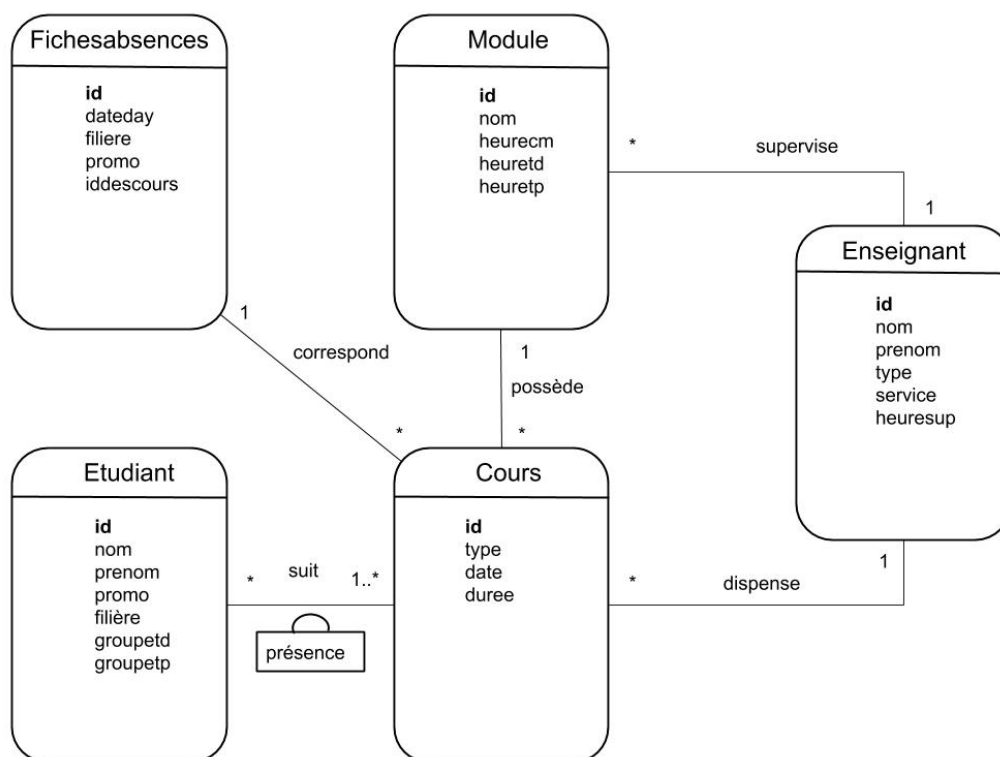 Fichesabsences
id
dateday
filiere
promo
iddescours
Module
id
nom
heurecm
heuretd
heuretp
*
supervise
1
Enseignant
id
nom
prenom
type
service
heuresup
1
correspond
*
1
possède
*
Etudiant
id
nom
prenom
promo
filière
groupetd
groupetp
*
suit
1..*
présence
Cours
id
type
date
duree
*
dispense
1